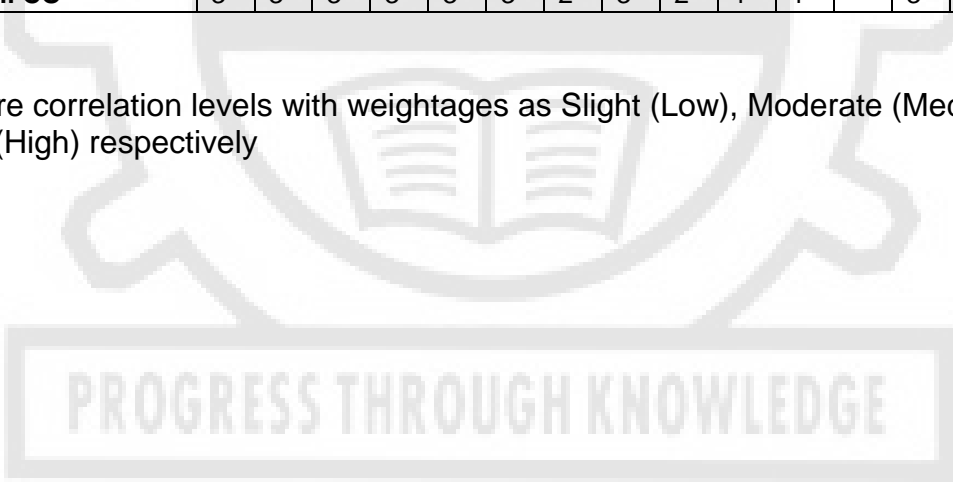 re correlation levels with weightages as Slight (Low), Moderate (Med
(High) respectively
PROGRESS THROUGH KNOWLEDGE